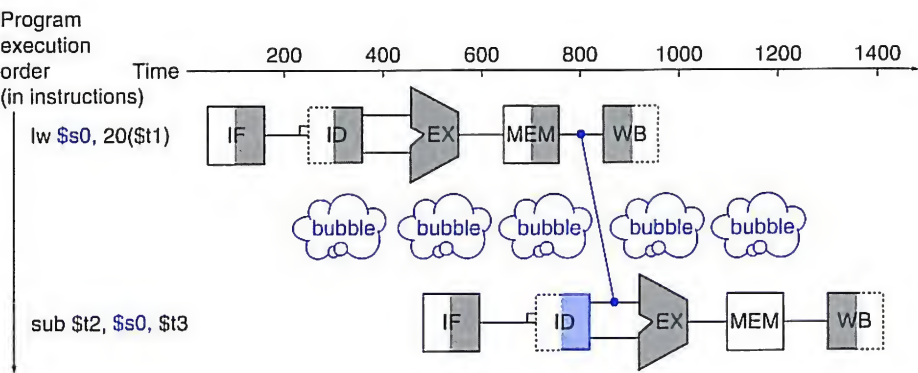 Program
execution
order
(in instructions)
Time
200 400 600 800 1000 1200 1400
lw $s0, 20($t1)
IF ID EX MEM WB
bubble bubble bubble bubble bubble
sub $t2, $s0, $t3
IF ID EX MEM WB